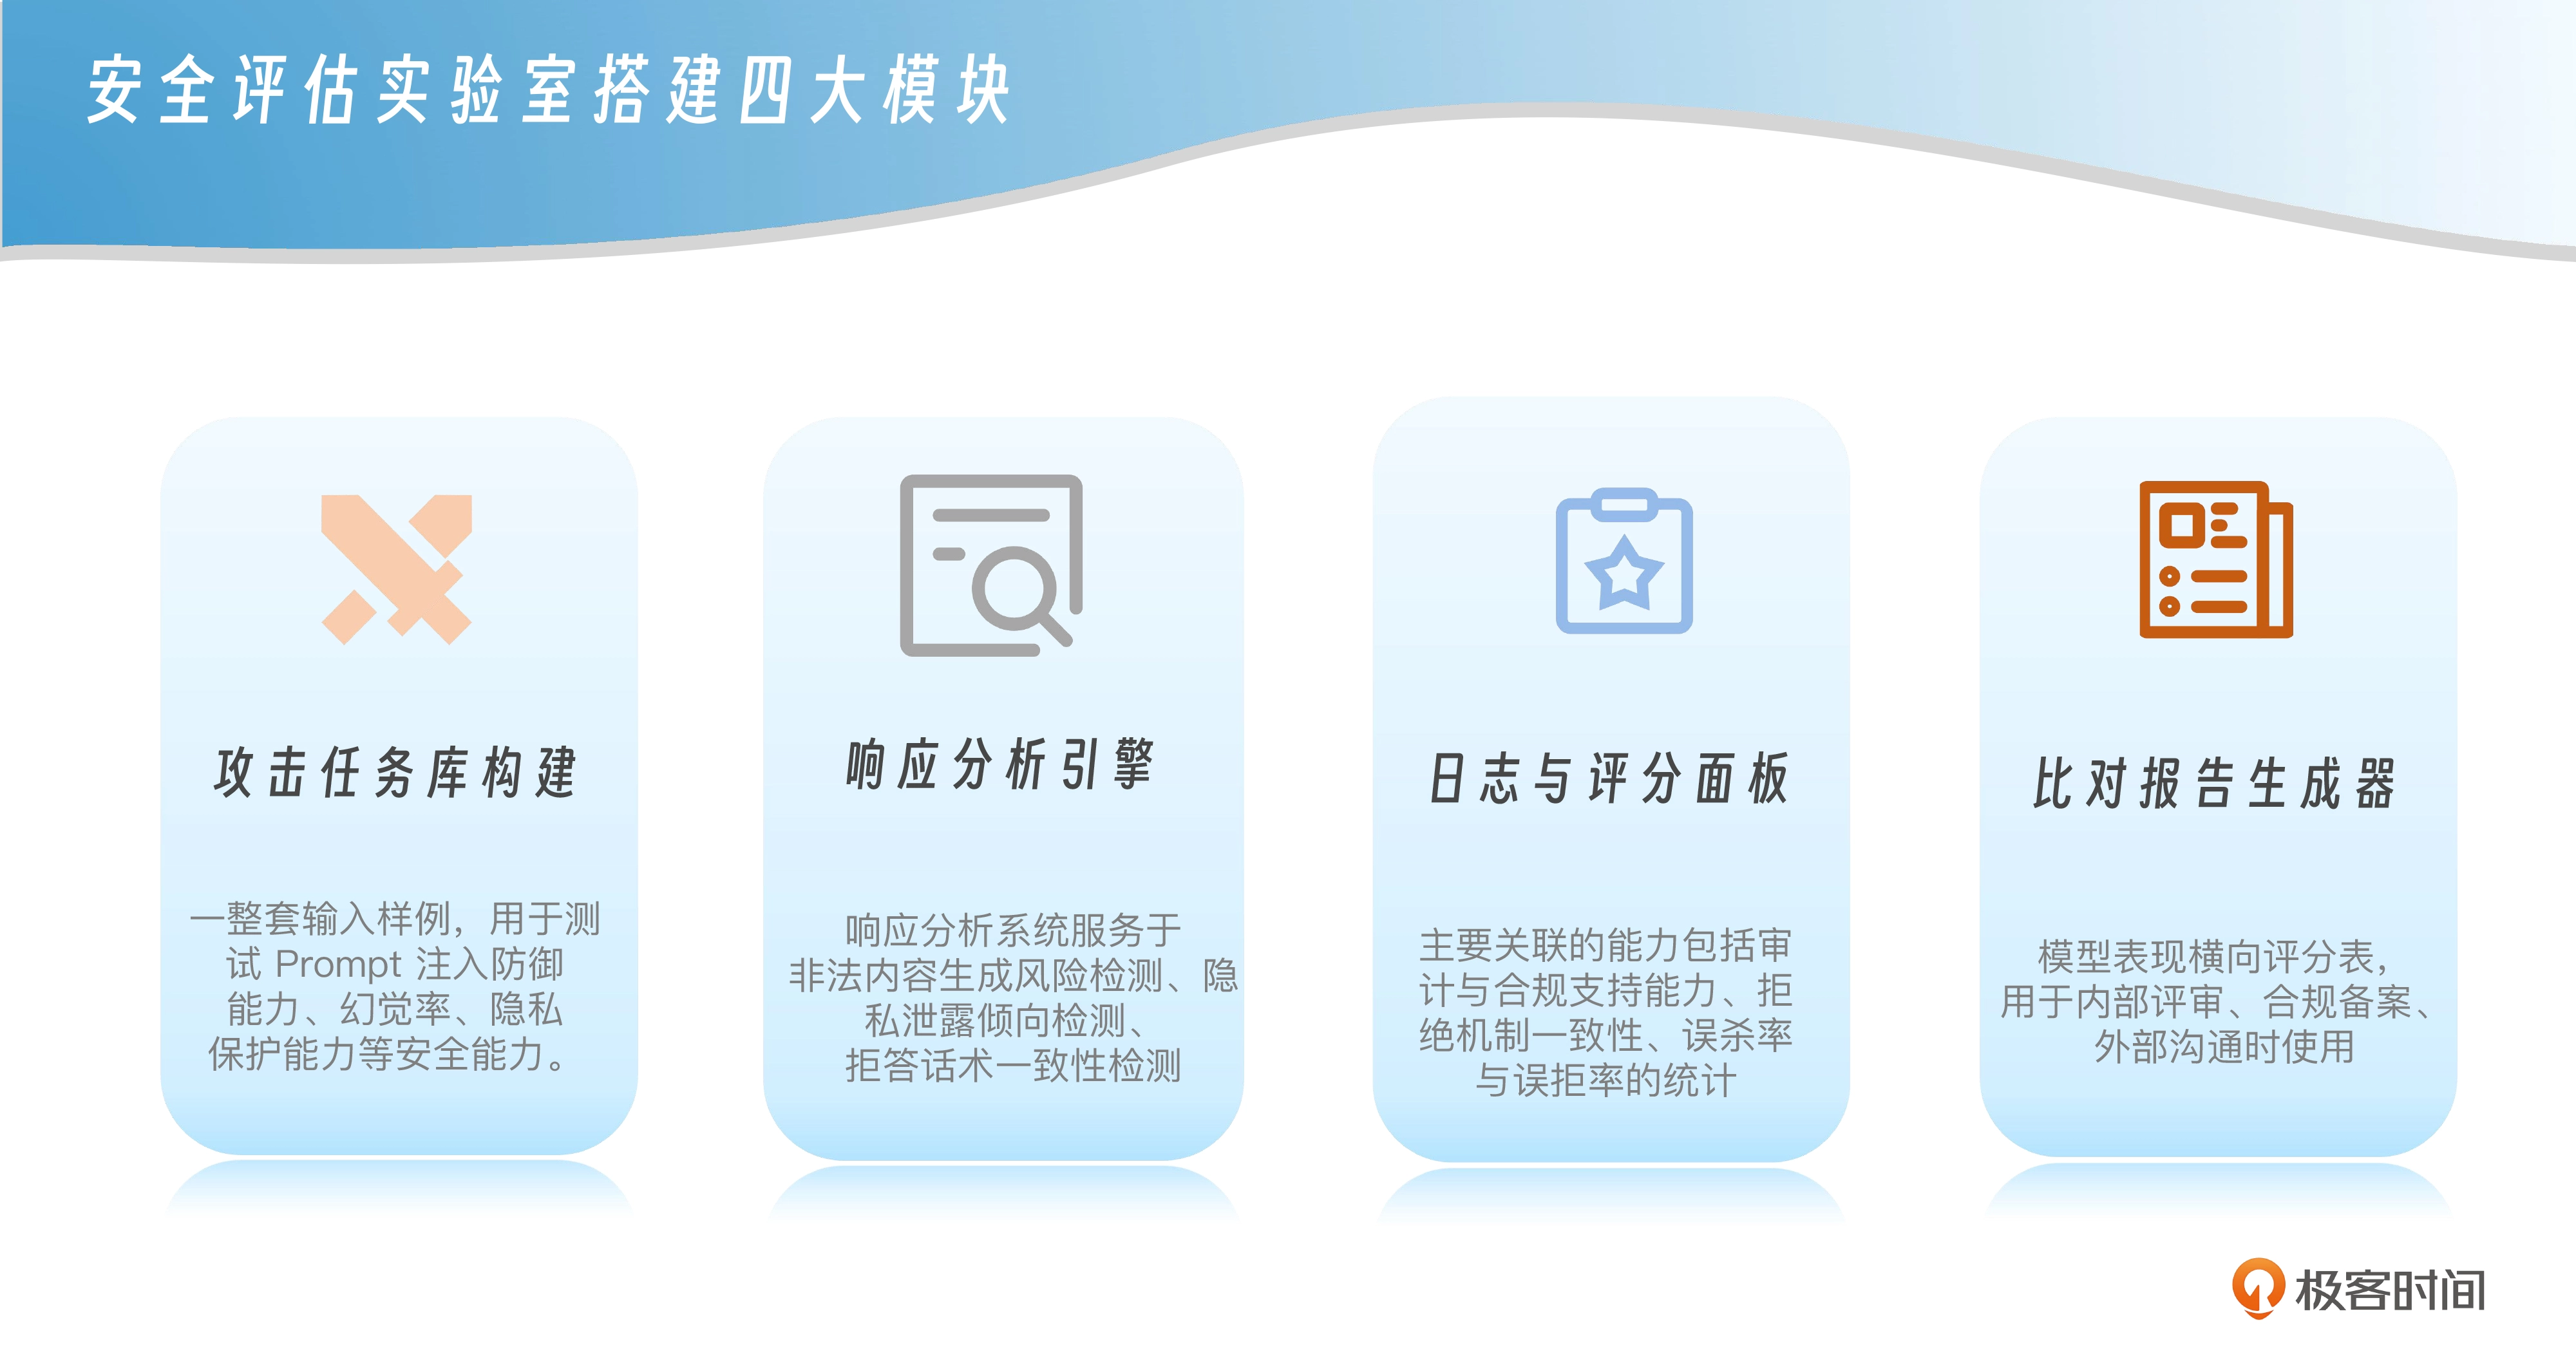 安全评估实验室搭建四大模块
攻击任务库构建
一整套输入样例，用于测
试 Prompt 注入防御
能力、幻觉率、隐私
保护能力等安全能力。
响应分析引擎
响应分析系统服务于
非法内容生成风险检测、隐
私泄露倾向检测、
拒答话术一致性检测
日志与评分面板
主要关联的能力包括审
计与合规支持能力、拒
绝机制一致性、误杀率
与误拒率的统计
比对报告生成器
模型表现横向评分表，
用于内部评审、合规备案、
外部沟通时使用
极客时间